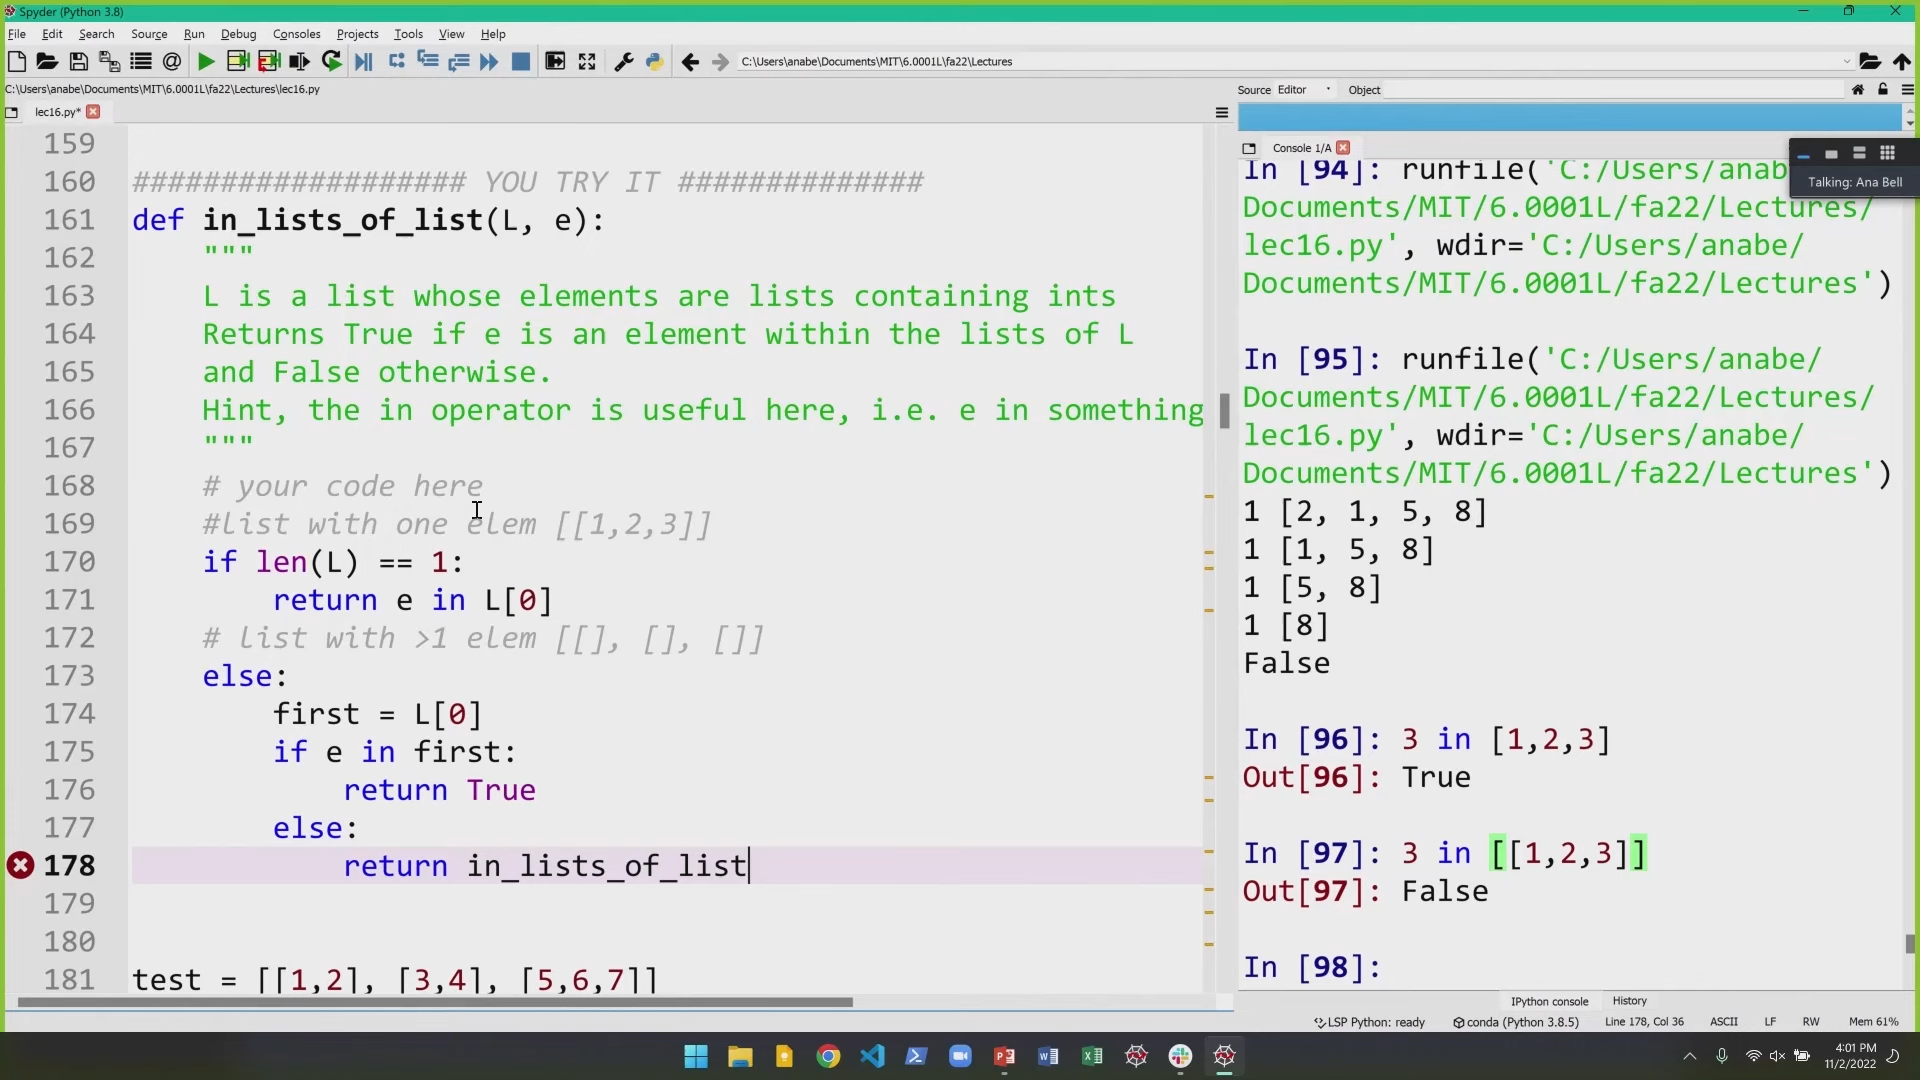 Spyder (Python 3.8)
File Edit Search Source Run Debug Consoles Projects Tools View Help
C:\Users\anabe\Documents\MIT\6.0001L\fa22\Lectures
C:\Users\anabe\Documents\MIT\6.0001L\fa22\Lectures\lec16.py
lec16.py*
159
160 ################### YOU TRY IT ##############
161 def in_lists_of_list(L, e):
162 """
163 L is a list whose elements are lists containing ints
164 Returns True if e is an element within the lists of L
165 and False otherwise.
166 Hint, the in operator is useful here, i.e. e in something
167 """
168 # your code here
169 #list with one elem [[1,2,3]]
170 if len(L) == 1:
171 return e in L[0]
172 # list with >1 elem [[], [], []]
173 else:
174 first = L[0]
175 if e in first:
176 return True
177 else:
178 return in_lists_of_list
179
180
181 test = [[1,2], [3,4], [5,6,7]]
Source Editor Object
Console 1/A
Talking: Ana Bell
In [94]: runfile('C:/Users/anab
Documents/MIT/6.0001L/fa22/Lectures/
lec16.py', wdir='C:/Users/anabe/
Documents/MIT/6.0001L/fa22/Lectures')
In [95]: runfile('C:/Users/anabe/
Documents/MIT/6.0001L/fa22/Lectures/
lec16.py', wdir='C:/Users/anabe/
Documents/MIT/6.0001L/fa22/Lectures')
1 [2, 1, 5, 8]
1 [1, 5, 8]
1 [5, 8]
1 [8]
False
In [96]: 3 in [1,2,3]
Out[96]: True
In [97]: 3 in [[1,2,3]]
Out[97]: False
In [98]:
IPython console History
LSP Python: ready conda (Python 3.8.5) Line 178, Col 36 ASCII LF RW Mem 61%
4:01 PM
11/2/2022